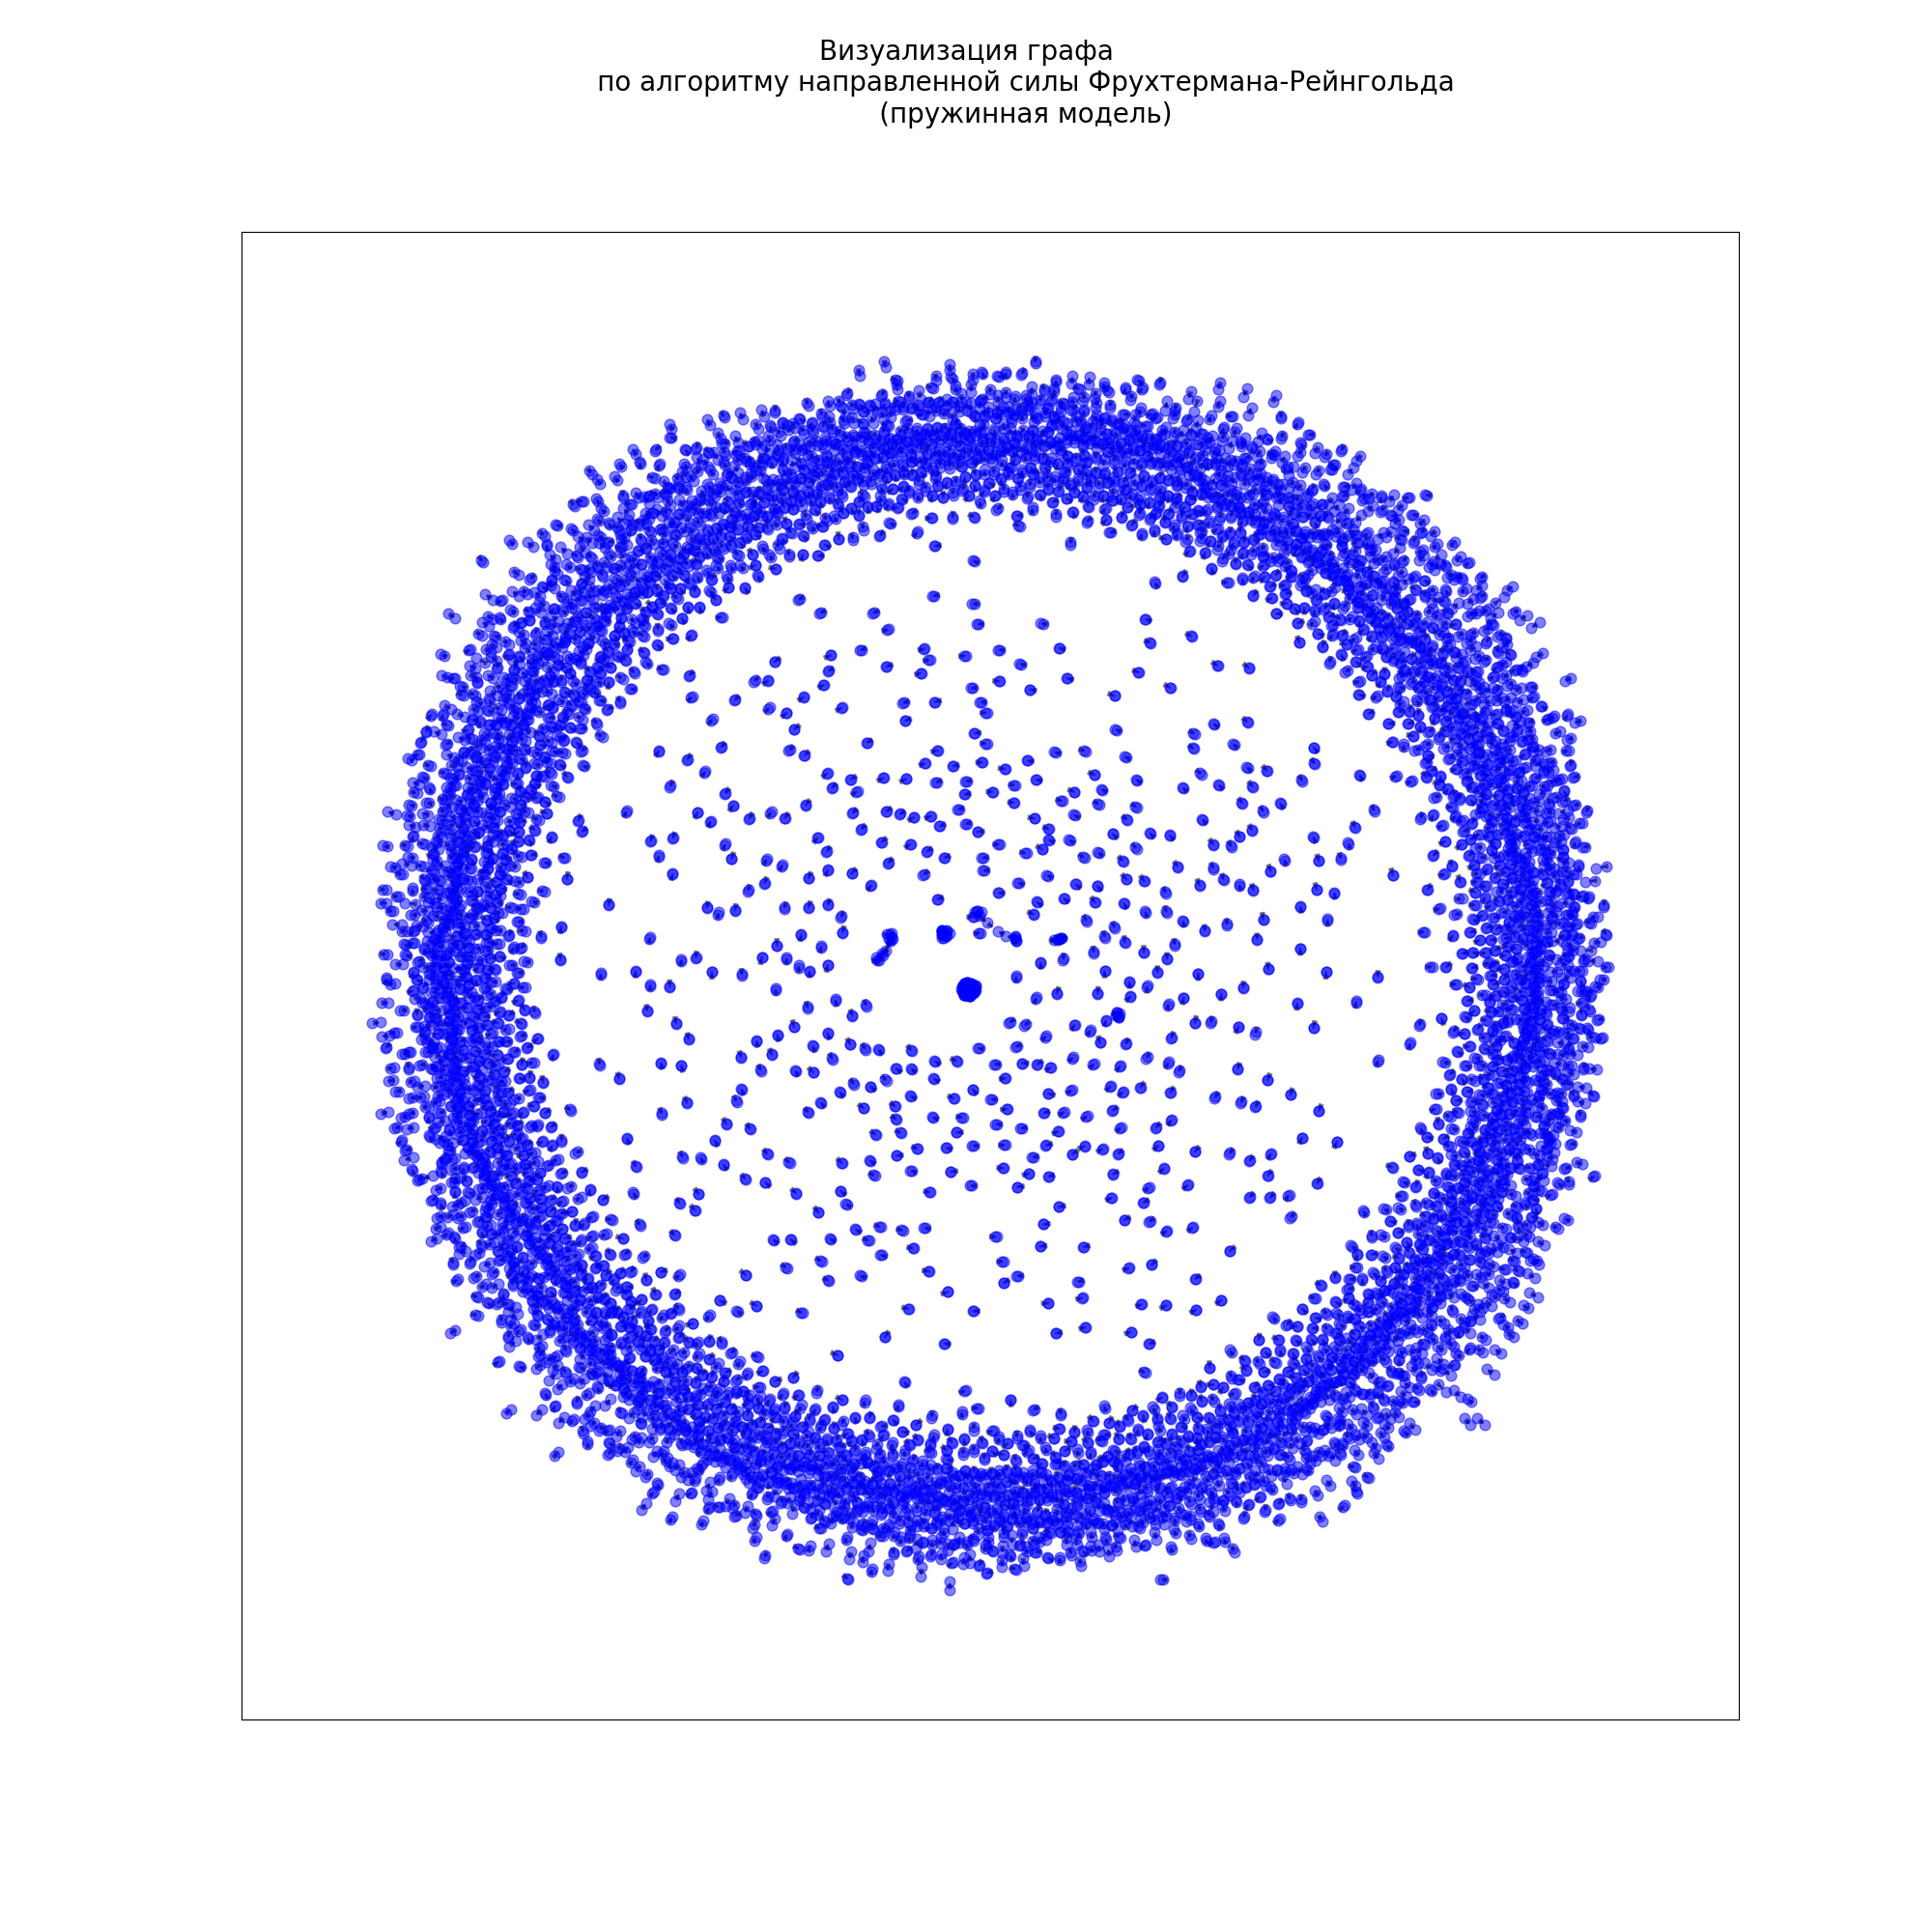 Визуализация графа
по алгоритму направленной силы Фрухтермана-Рейнгольда
(пружинная модель)